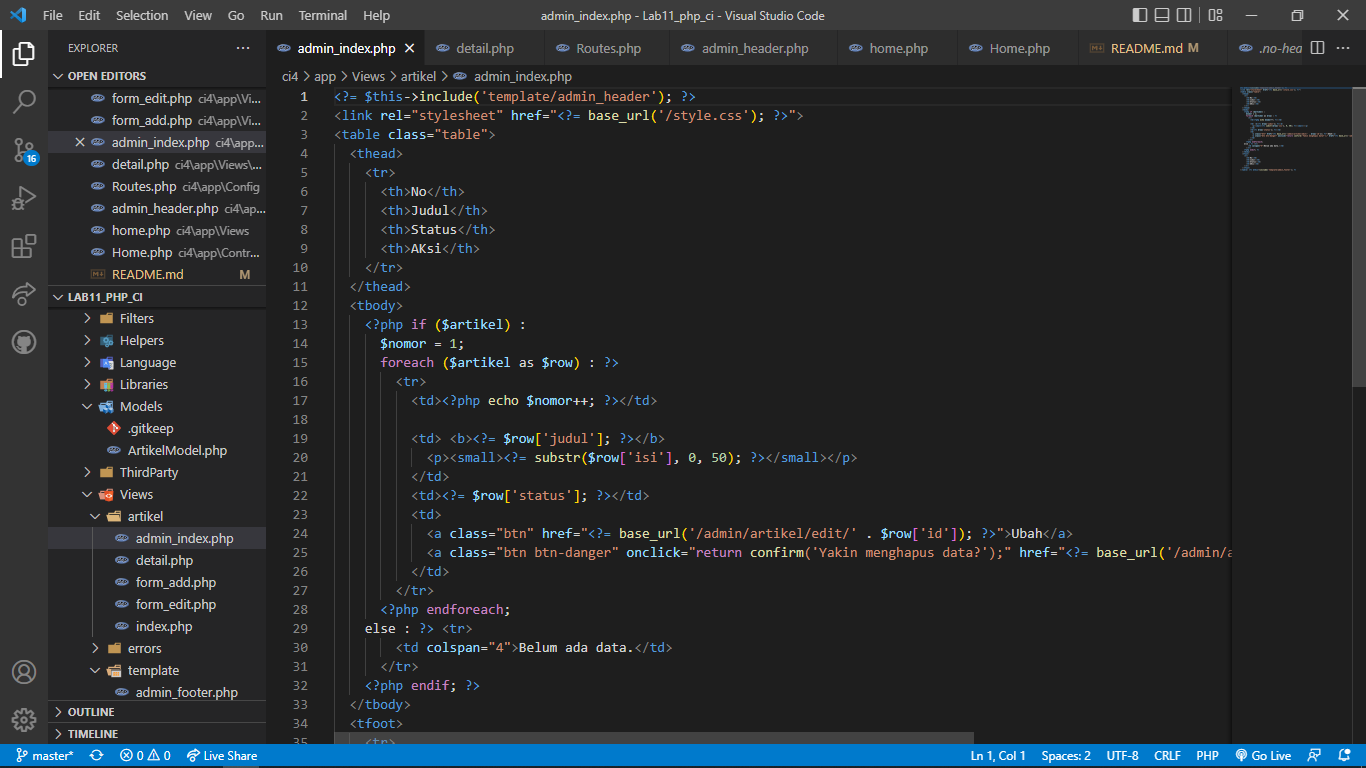 File Edit Selection View Go Run Terminal Help admin_index.php - Lab11_php_ci - Visual Studio Code
EXPLORER
OPEN EDITORS
form_edit.php ci4\app\Vi...
form_add.php ci4\app\Vi...
admin_index.php ci4\app...
detail.php ci4\app\Views\...
Routes.php ci4\app\Config
admin_header.php ci4\ap...
home.php ci4\app\Views
Home.php ci4\app\Contr...
README.md M
LAB11_PHP_CI
Filters
Helpers
Language
Libraries
Models
.gitkeep
ArtikelModel.php
ThirdParty
Views
artikel
admin_index.php
detail.php
form_add.php
form_edit.php
index.php
errors
template
admin_footer.php
OUTLINE
TIMELINE
16
admin_index.php detail.php Routes.php admin_header.php home.php Home.php README.md M .no-hea
ci4 > app > Views > artikel > admin_index.php
1 <?= $this->include('template/admin_header'); ?>
2 <link rel="stylesheet" href="<?= base_url('/style.css'); ?>">
3 <table class="table">
4 <thead>
5 <tr>
6 <th>No</th>
7 <th>Judul</th>
8 <th>Status</th>
9 <th>AKsi</th>
10 </tr>
11 </thead>
12 <tbody>
13 <?php if ($artikel) :
14 $nomor = 1;
15 foreach ($artikel as $row) : ?>
16 <tr>
17 <td><?php echo $nomor++; ?></td>
18
19 <td> <b><?= $row['judul']; ?></b>
20 <p><small><?= substr($row['isi'], 0, 50); ?></small></p>
21 </td>
22 <td><?= $row['status']; ?></td>
23 <td>
24 <a class="btn" href="<?= base_url('/admin/artikel/edit/' . $row['id']); ?>">Ubah</a>
25 <a class="btn btn-danger" onclick="return confirm('Yakin menghapus data?');" href="<?= base_url('/admin/a
26 </td>
27 </tr>
28 <?php endforeach;
29 else : ?> <tr>
30 <td colspan="4">Belum ada data.</td>
31 </tr>
32 <?php endif; ?>
33 </tbody>
34 <tfoot>
35 <tr>
master* 0 0 Live Share Ln 1, Col 1 Spaces: 2 UTF-8 CRLF PHP Go Live